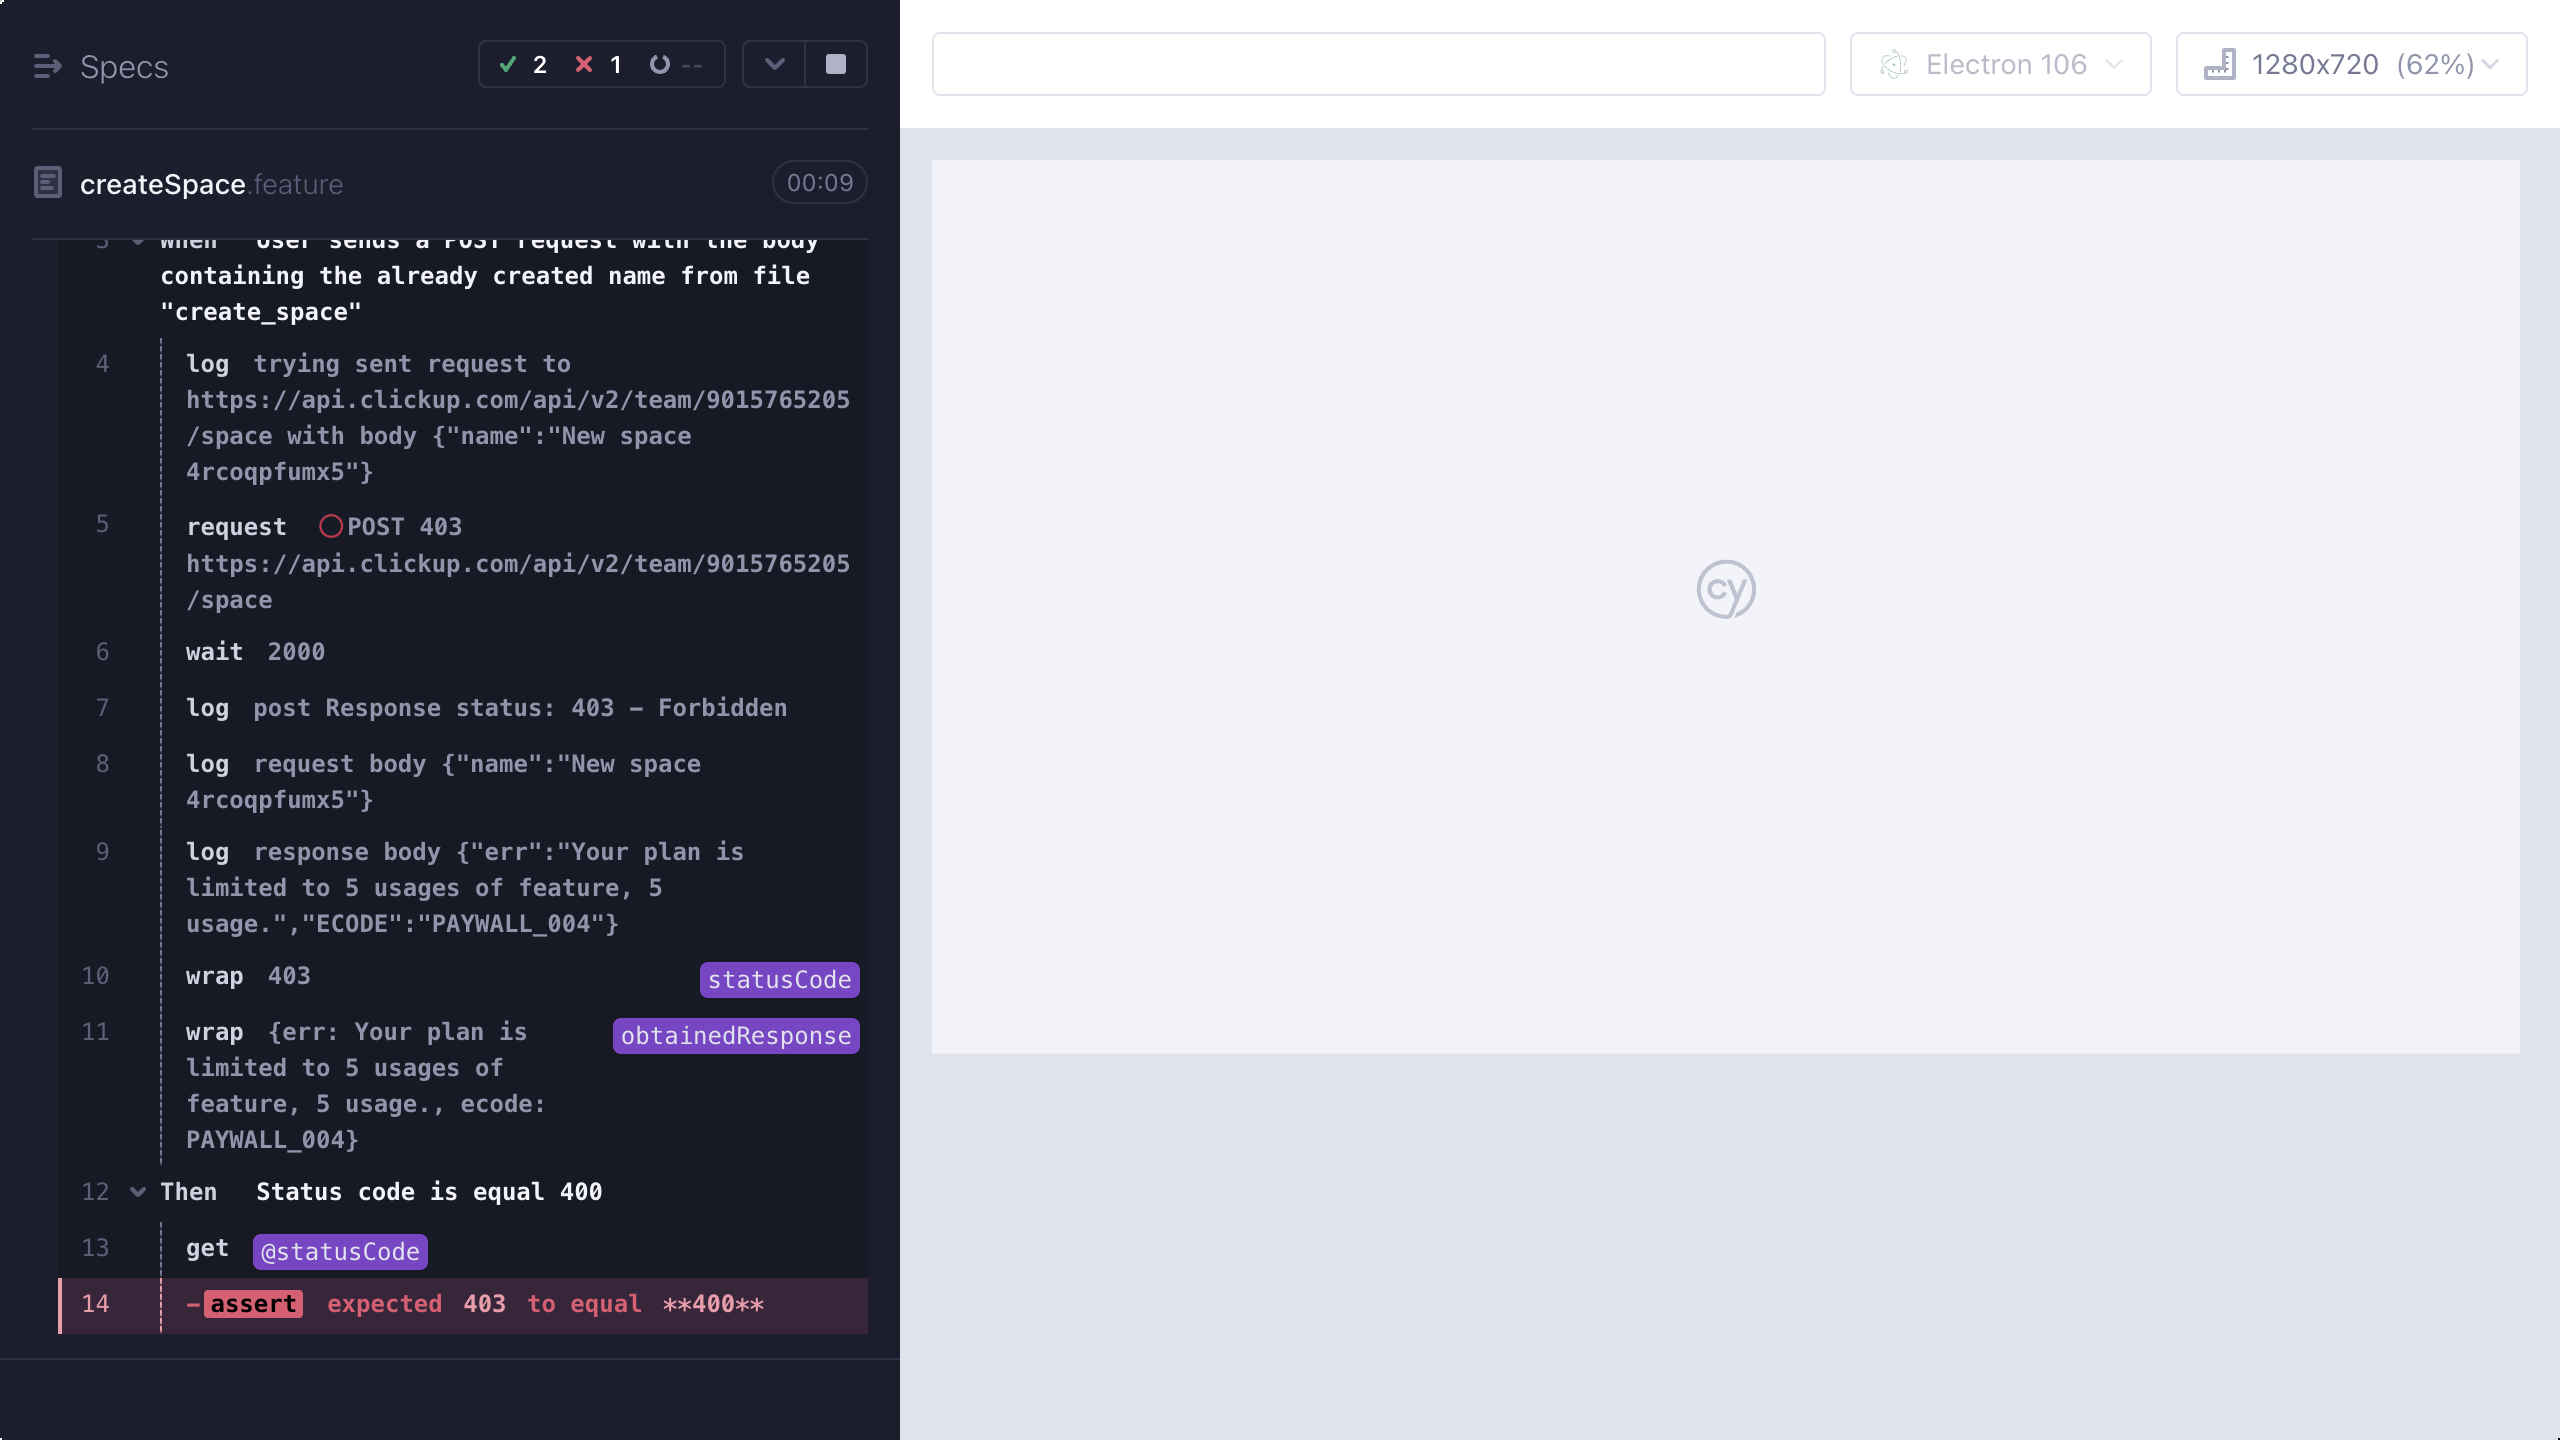 Specs
2 1 --
createSpace.feature 00:09
3 When User sends a POST request with the body
containing the already created name from file
"create_space"
4 log trying sent request to
https://api.clickup.com/api/v2/team/9015765205
/space with body {"name":"New space
4rcoqpfumx5"}
5 request POST 403
https://api.clickup.com/api/v2/team/9015765205
/space
6 wait 2000
7 log post Response status: 403 – Forbidden
8 log request body {"name":"New space
4rcoqpfumx5"}
9 log response body {"err":"Your plan is
limited to 5 usages of feature, 5
usage.","ECODE":"PAYWALL_004"}
10 wrap 403 statusCode
11 wrap {err: Your plan is obtainedResponse
limited to 5 usages of
feature, 5 usage., ecode:
PAYWALL_004}
12 Then Status code is equal 400
13 get @statusCode
14 –assert expected 403 to equal **400**
Electron 106
1280x720 (62%)
cy